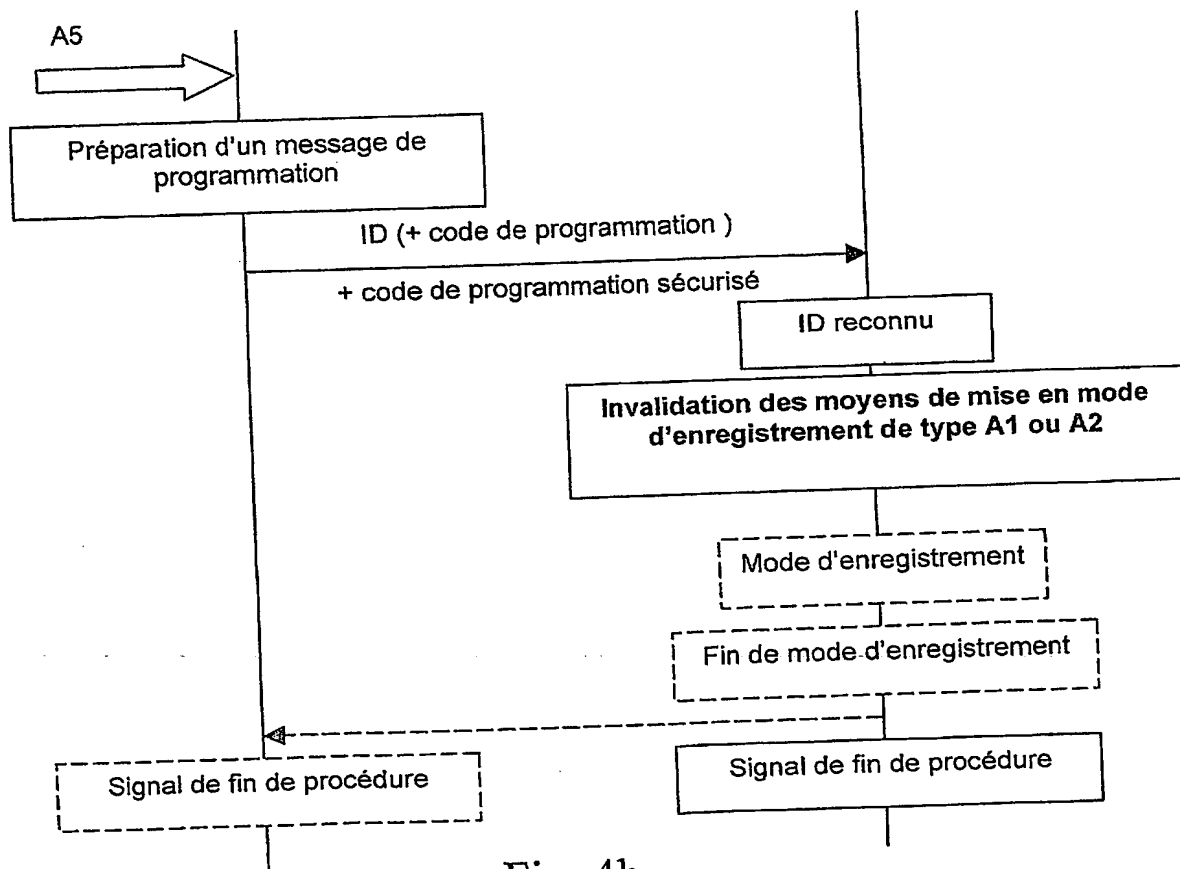 A5
Préparation d'un message de
programmation
ID (+ code de programmation )
+ code de programmation sécurisé
ID reconnu
Invalidation des moyens de mise en mode
d'enregistrement de type A1 ou A2
Mode d'enregistrement
Fin de mode d'enregistrement
Signal de fin de procédure
Signal de fin de procédure